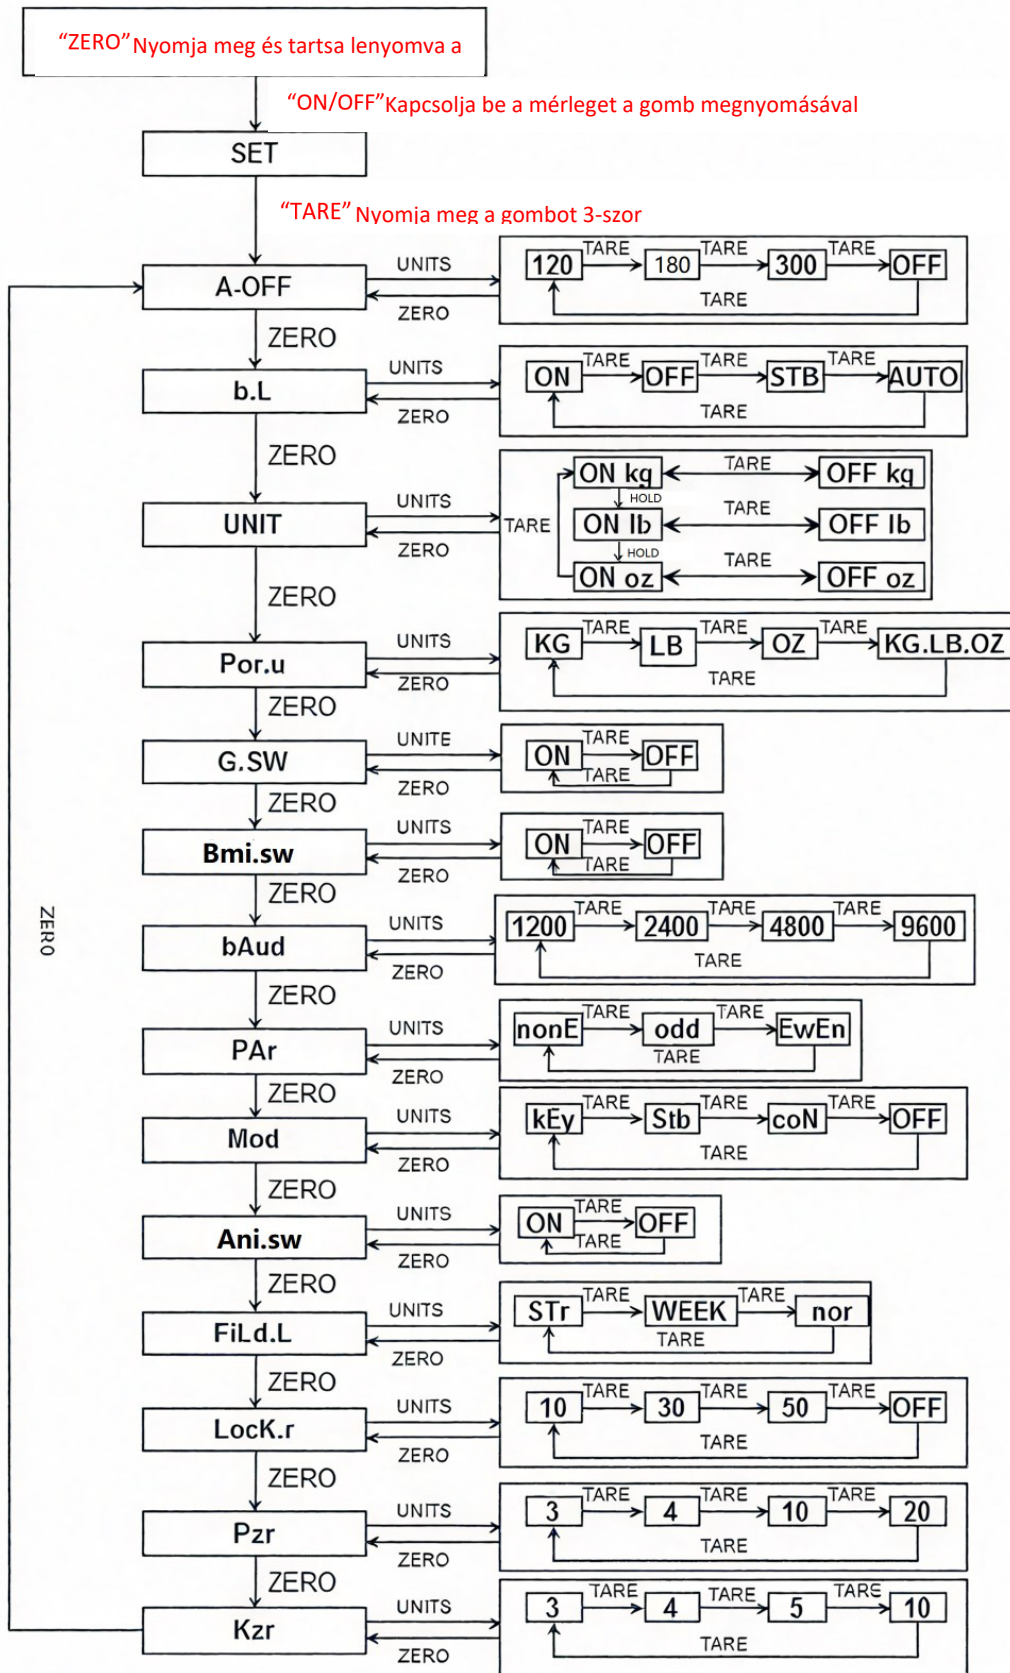 “ZERO” Nyomja meg és tartsa lenyomva a
“ON/OFF” Kapcsolja be a mérleget a gomb megnyomásával
SET
“TARE” Nyomja meg a gombot 3-szor
A-OFF
UNITS
ZERO
120 TARE 180 TARE 300 TARE OFF
TARE
ZERO
b.L
UNITS
ZERO
ON TARE OFF TARE STB TARE AUTO
TARE
ZERO
UNIT
UNITS
ZERO
TARE
ON kg TARE OFF kg
HOLD
ON lb TARE OFF lb
HOLD
ON oz TARE OFF oz
ZERO
Por.u
UNITS
ZERO
KG TARE LB TARE OZ TARE KG.LB.OZ
TARE
ZERO
G.SW
UNITE
ZERO
ON TARE OFF
TARE
ZERO
Bmi.sw
UNITS
ZERO
ON TARE OFF
TARE
ZERO
bAud
UNITS
ZERO
1200 TARE 2400 TARE 4800 TARE 9600
TARE
ZERO
PAr
UNITS
ZERO
nonE TARE odd TARE EwEn
TARE
ZERO
Mod
UNITS
ZERO
kEy TARE Stb TARE coN TARE OFF
TARE
ZERO
Ani.sw
UNITS
ZERO
ON TARE OFF
TARE
ZERO
FiLd.L
UNITS
ZERO
STr TARE WEEK TARE nor
TARE
ZERO
LocK.r
UNITS
ZERO
10 TARE 30 TARE 50 TARE OFF
TARE
ZERO
Pzr
UNITS
ZERO
3 TARE 4 TARE 10 TARE 20
TARE
ZERO
Kzr
UNITS
ZERO
3 TARE 4 TARE 5 TARE 10
TARE
ZERO